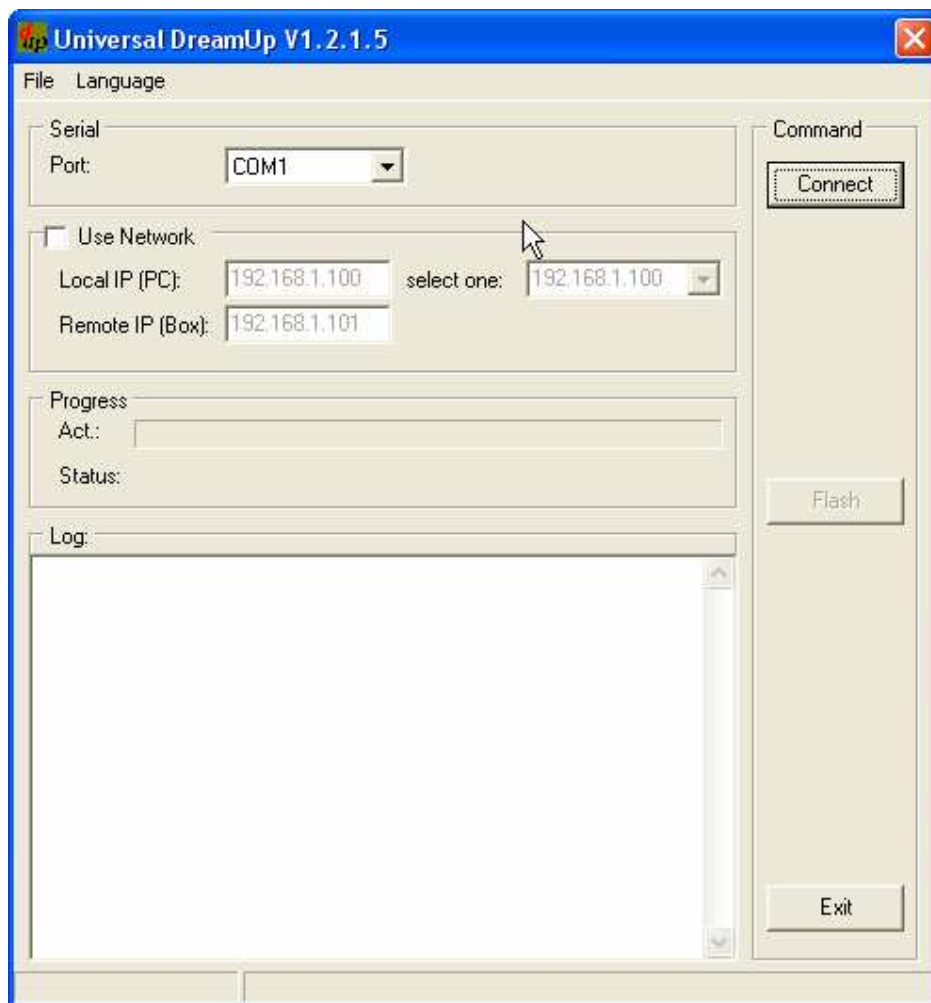 up Universal DreamUp V1.2.1.5
File Language
Serial
Port: COM1
Command
Connect
Use Network
Local IP (PC): 192.168.1.100 select one: 192.168.1.100
Remote IP (Box): 192.168.1.101
Progress
Act.:
Status:
Flash
Log:
Exit